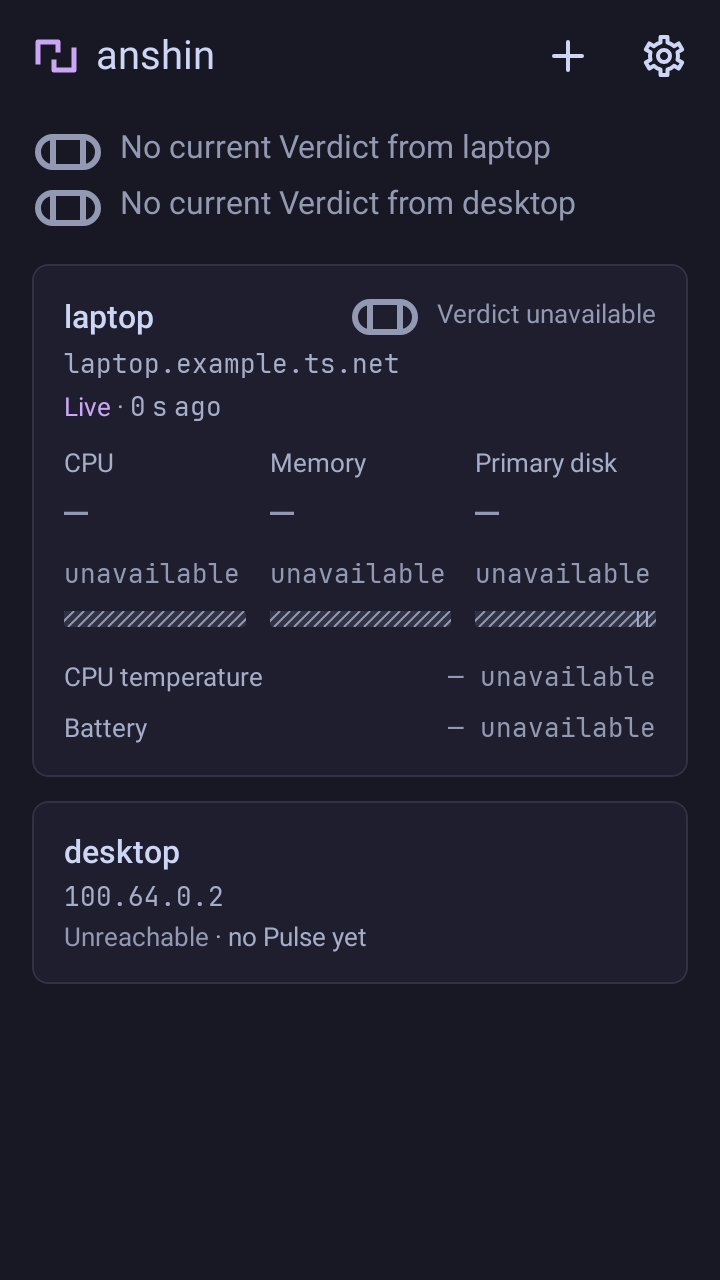 anshin
No current Verdict from laptop
No current Verdict from desktop
laptop
Verdict unavailable
laptop.example.ts.net
Live · 0 s ago
CPU
Memory
Primary disk
—
—
—
unavailable
unavailable
unavailable
CPU temperature
— unavailable
Battery
— unavailable
desktop
100.64.0.2
Unreachable · no Pulse yet